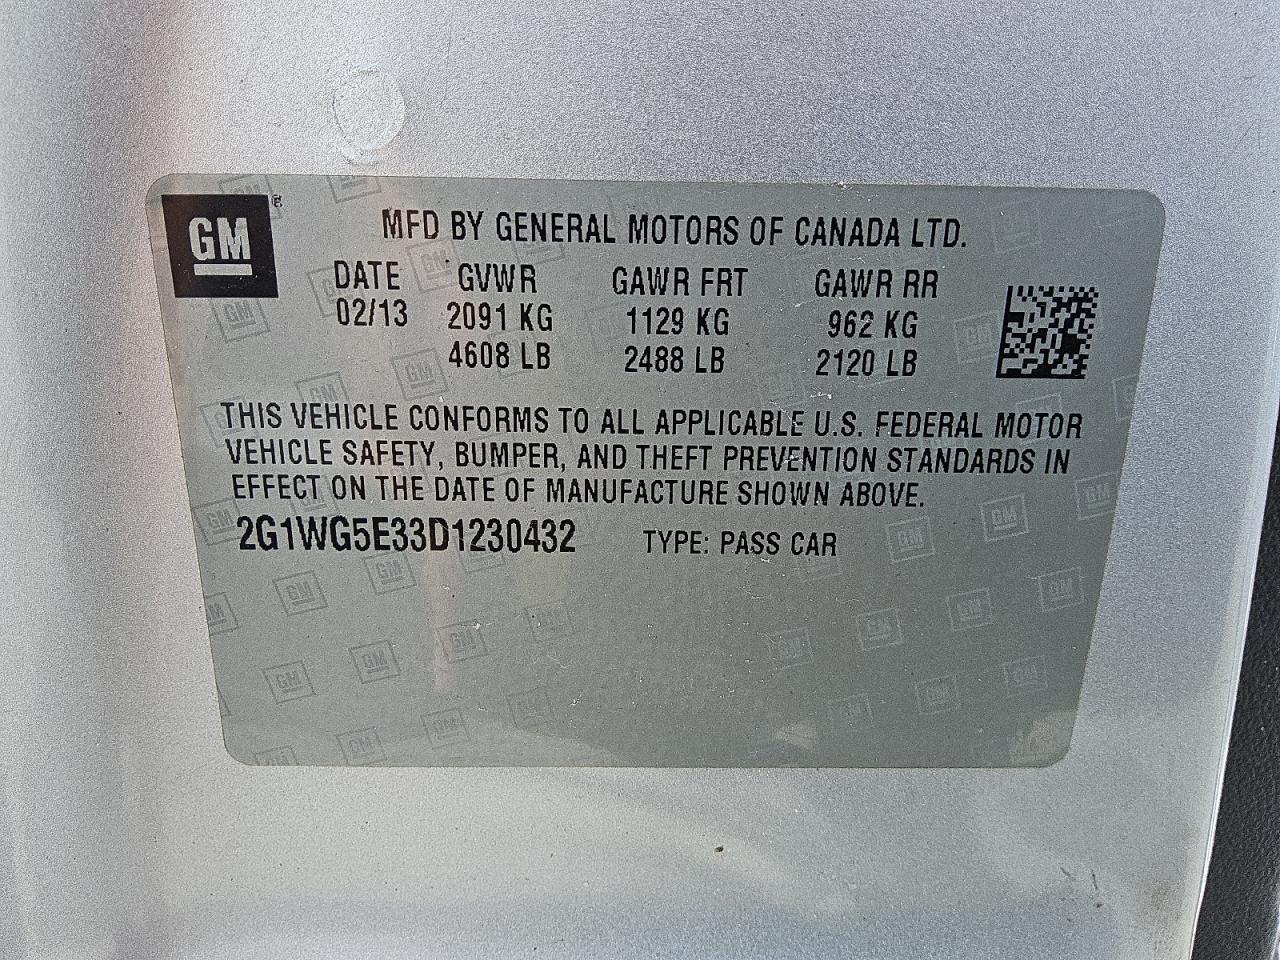 GM
MFD BY GENERAL MOTORS OF CANADA LTD.
DATE GVWR GAWR FRT GAWR RR
02/13 2091 KG 1129 KG 962 KG
4608 LB 2488 LB 2120 LB
THIS VEHICLE CONFORMS TO ALL APPLICABLE U.S. FEDERAL MOTOR
VEHICLE SAFETY, BUMPER, AND THEFT PREVENTION STANDARDS IN
EFFECT ON THE DATE OF MANUFACTURE SHOWN ABOVE.
2G1WG5E33D1230432 TYPE: PASS CAR